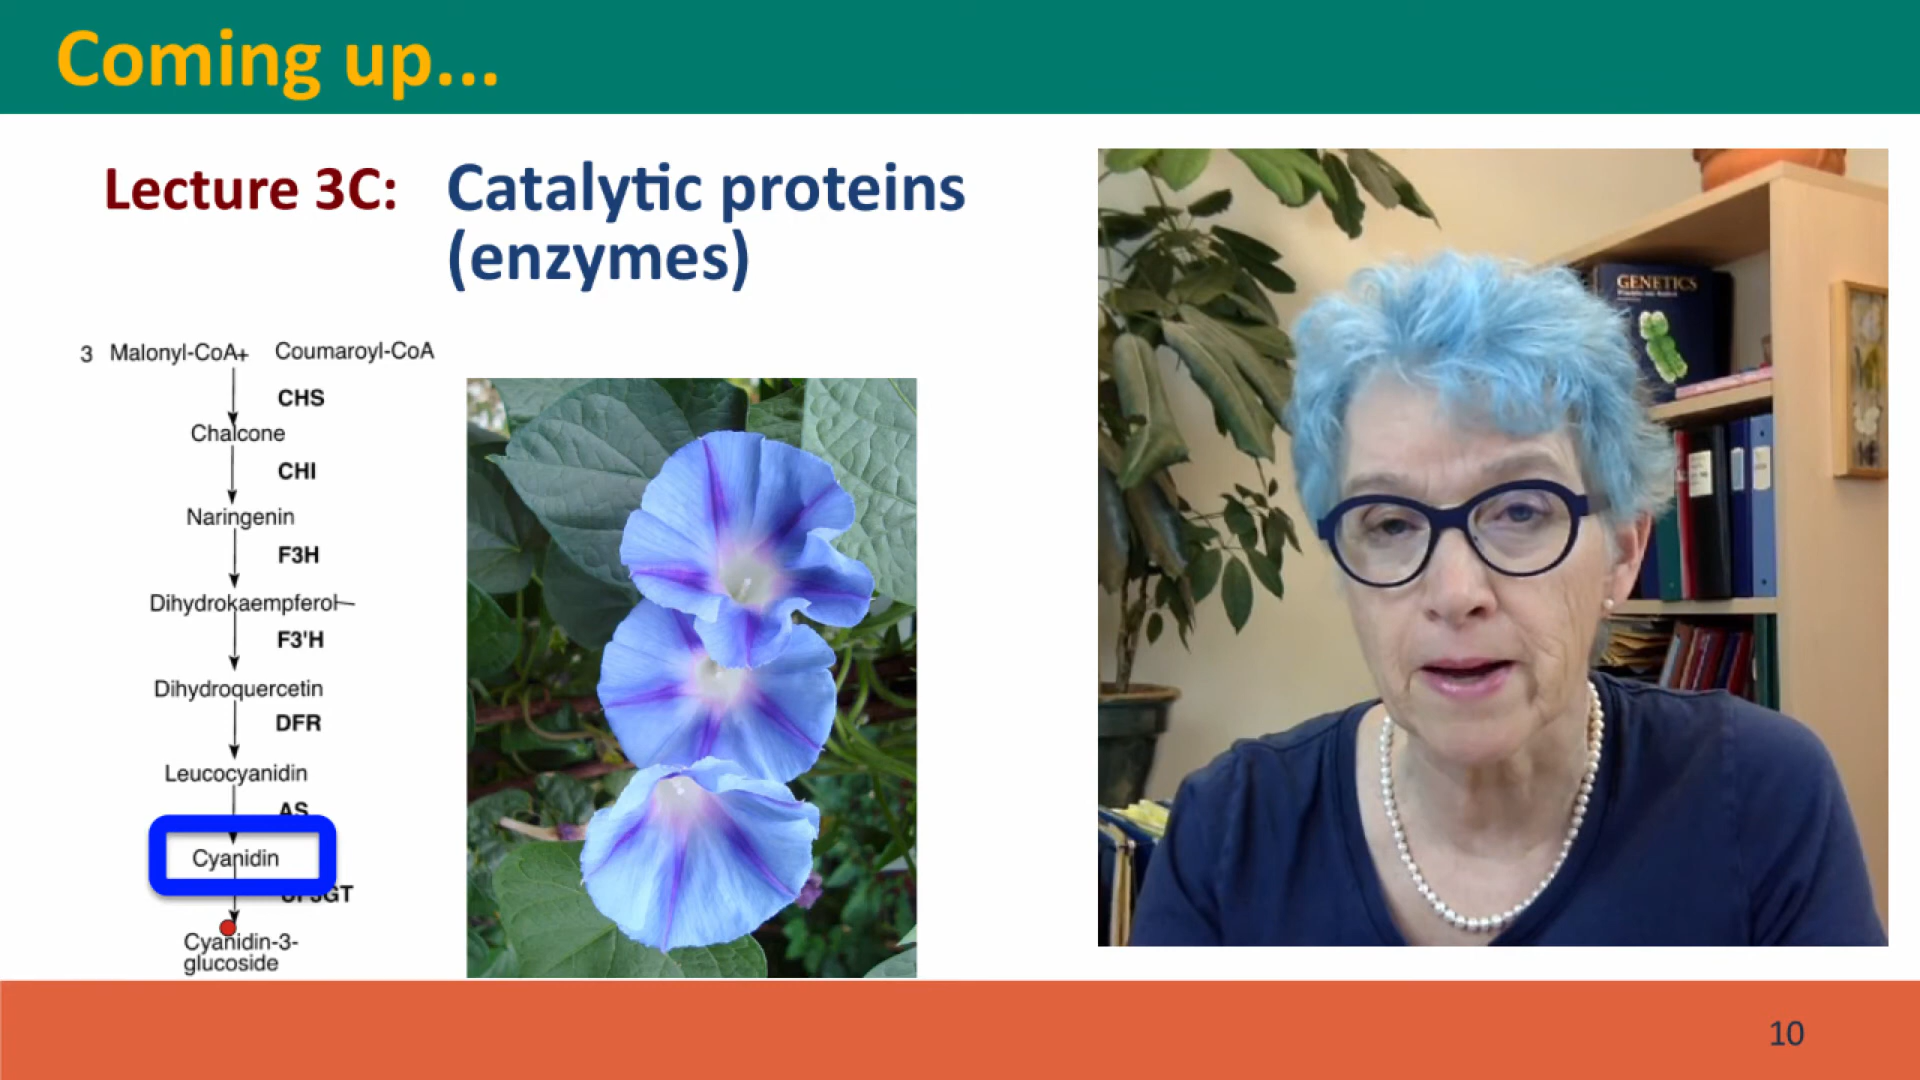 Coming up...
Lecture 3C: Catalytic proteins
(enzymes)
3 Malonyl-CoA+ Coumaroyl-CoA
CHS
Chalcone
CHI
Naringenin
F3H
Dihydrokaempferol
F3'H
Dihydroquercetin
DFR
Leucocyanidin
AS
Cyanidin
Cyanidin-3-
glucoside
GENETICS
10